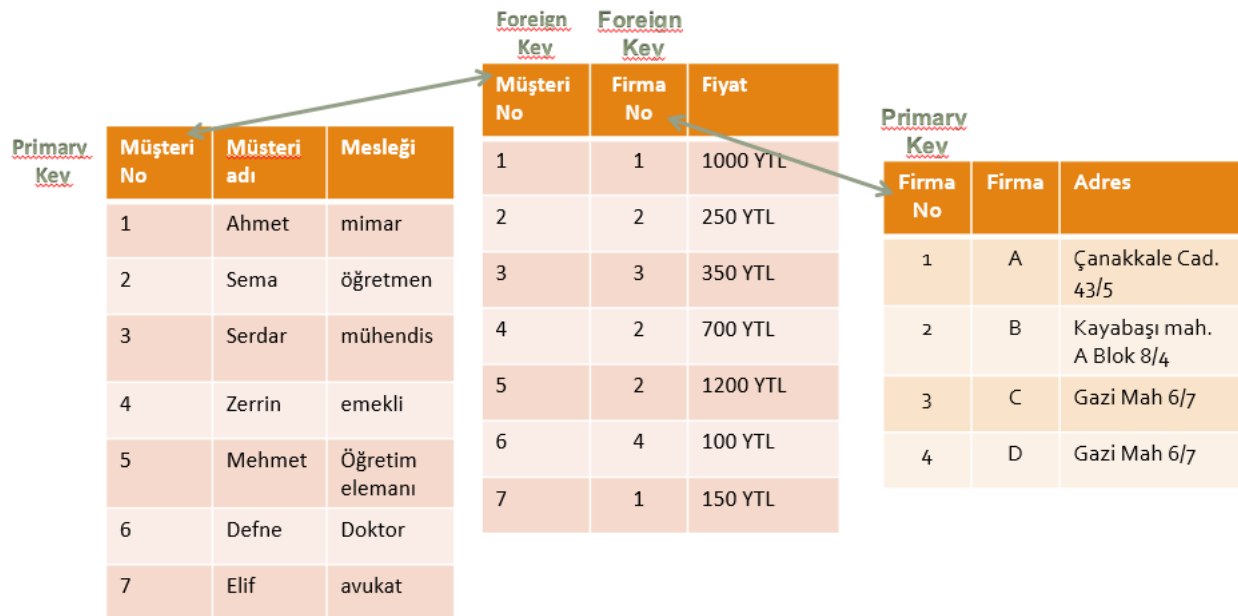 Foreign
Key
Foreign
Key
Müşteri
No
Firma
No
Fiyat
1 1 1000 YTL
2 2 250 YTL
3 3 350 YTL
4 2 700 YTL
5 2 1200 YTL
6 4 100 YTL
7 1 150 YTL
Primary
Key
Müşteri
No
Müsteri
adı
Mesleği
1 Ahmet mimar
2 Sema öğretmen
3 Serdar mühendis
4 Zerrin emekli
5 Mehmet Öğretim
elemanı
6 Defne Doktor
7 Elif avukat
Primary
Key
Firma
No
Firma
Adres
1 A Çanakkale Cad.
43/5
2 B Kayabaşı mah.
A Blok 8/4
3 C Gazi Mah 6/7
4 D Gazi Mah 6/7